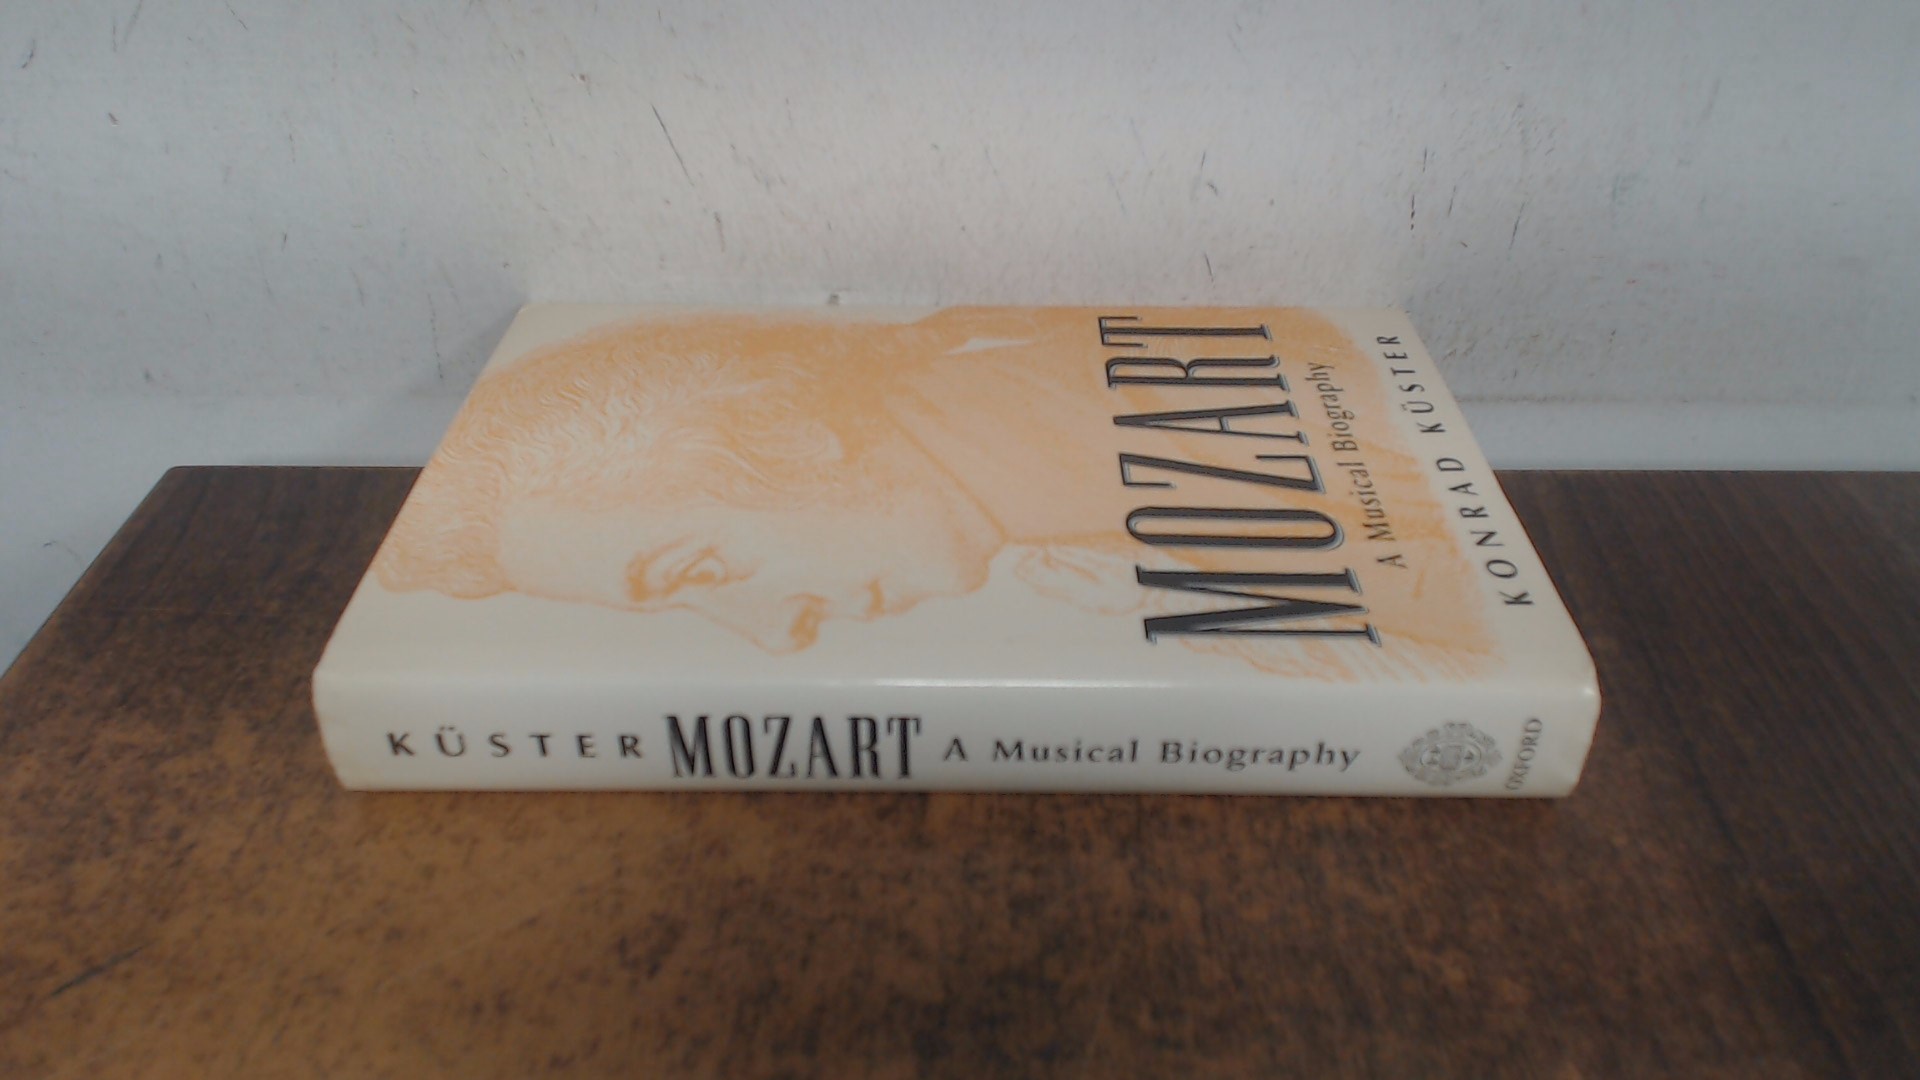 MOZART
A Musical Biography
KONRAD KÜSTER
KÜSTER MOZART A Musical Biography OXFORD